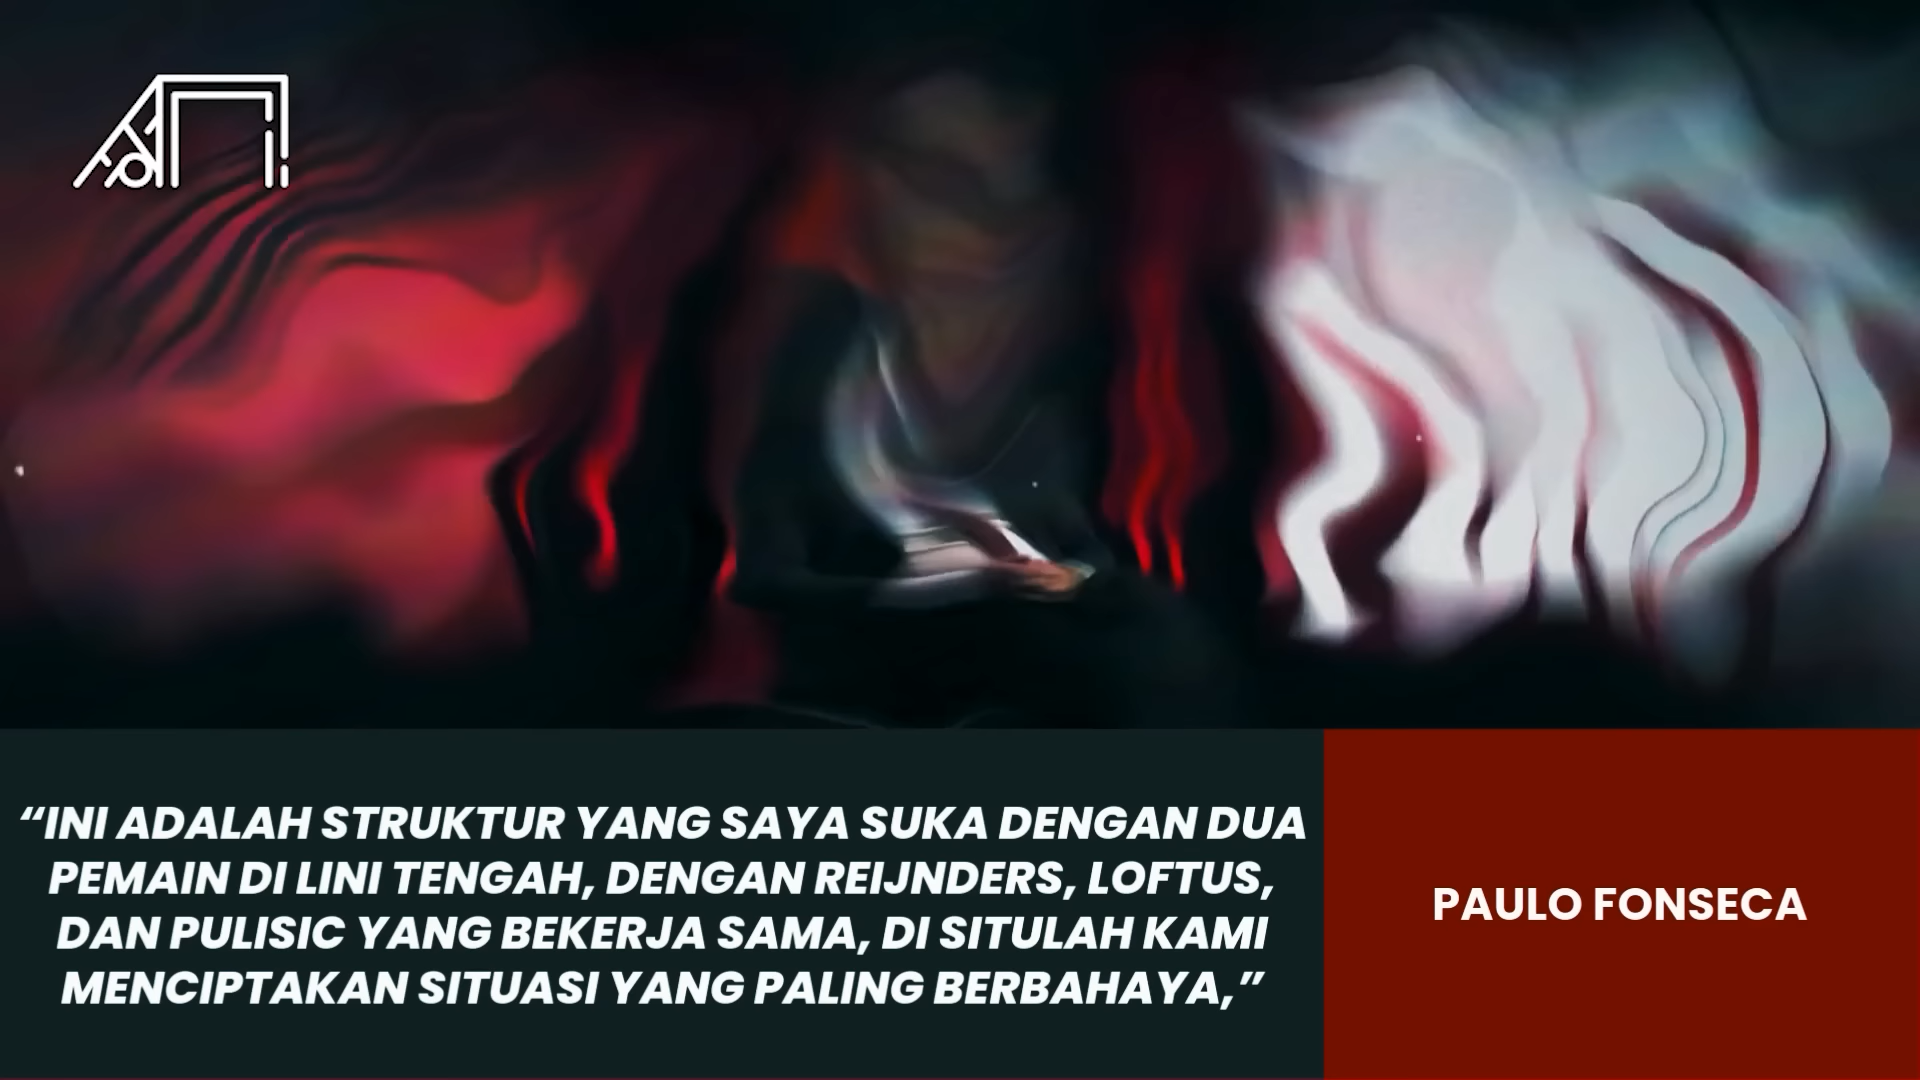 “INI ADALAH STRUKTUR YANG SAYA SUKA DENGAN DUA
PEMAIN DI LINI TENGAH, DENGAN REIJNDERS, LOFTUS,
DAN PULISIC YANG BEKERJA SAMA, DI SITULAH KAMI
MENCIPTAKAN SITUASI YANG PALING BERBAHAYA,”
PAULO FONSECA